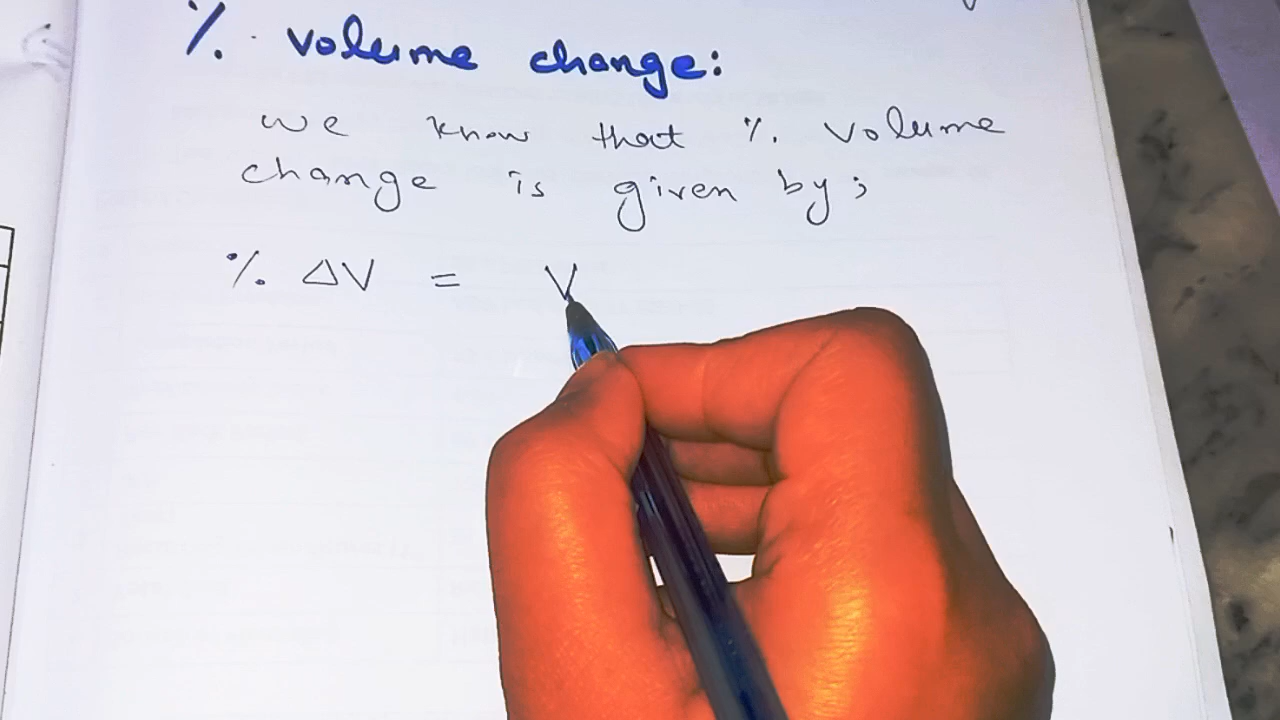 % volume change:
we know that % volume
change is given by;
% ΔV = V